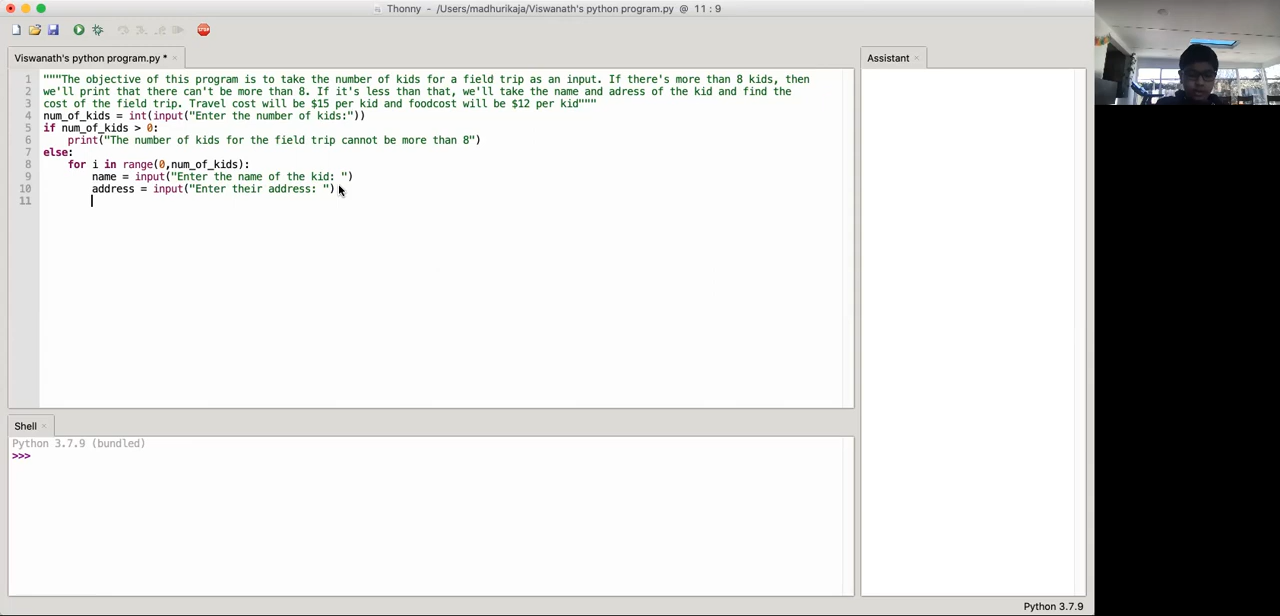 Thonny - /Users/madhurikaja/Viswanath's python program.py @ 11 : 9
Viswanath's python program.py * ×
Assistant ×
1 """The objective of this program is to take the number of kids for a field trip as an input. If there's more than 8 kids, then
2 we'll print that there can't be more than 8. If it's less than that, we'll take the name and adress of the kid and find the
3 cost of the field trip. Travel cost will be $15 per kid and foodcost will be $12 per kid"""
4 num_of_kids = int(input("Enter the number of kids:"))
5 if num_of_kids > 0:
6     print("The number of kids for the field trip cannot be more than 8")
7 else:
8     for i in range(0,num_of_kids):
9         name = input("Enter the name of the kid: ")
10         address = input("Enter their address: ")
11
Shell ×
Python 3.7.9 (bundled)
>>>
Python 3.7.9